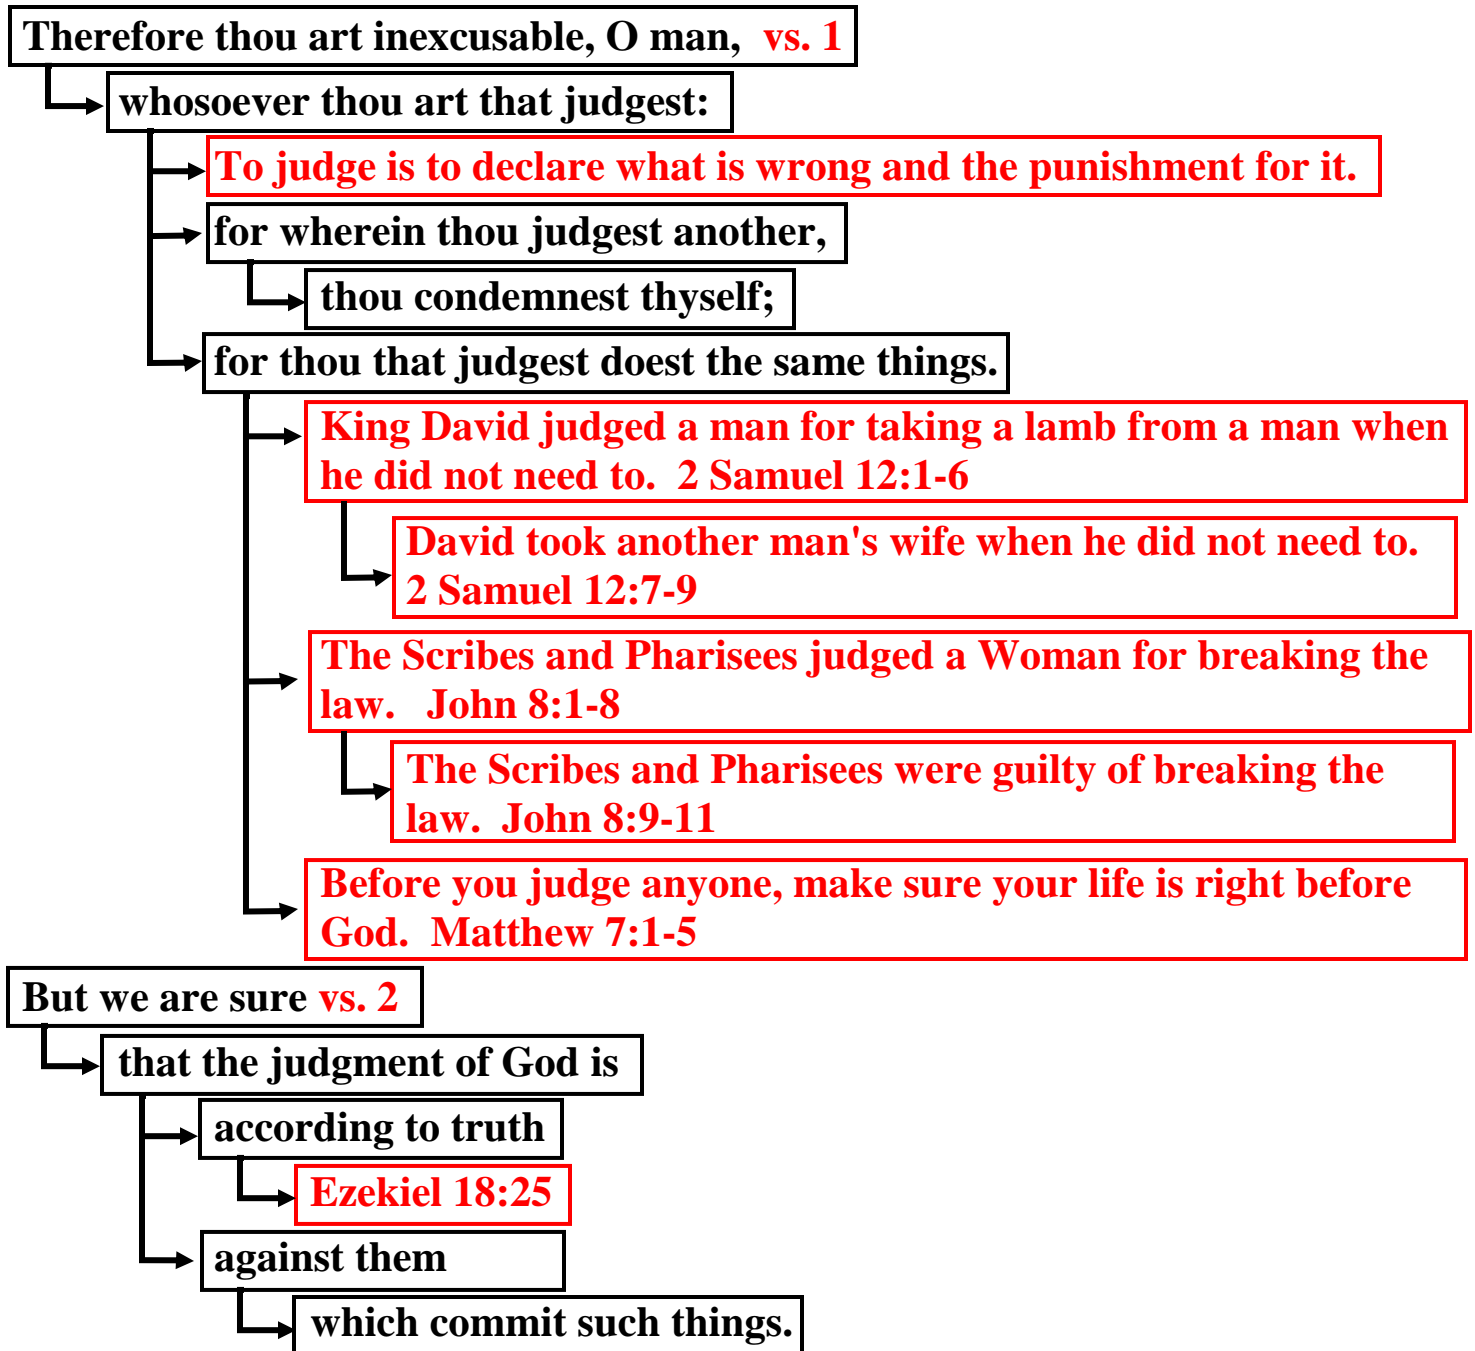 Therefore thou art inexcusable, O man, vs. 1
whosoever thou art that judgest:
To judge is to declare what is wrong and the punishment for it.
for wherein thou judgest another,
thou condemnest thyself;
for thou that judgest doest the same things.
King David judged a man for taking a lamb from a man when
he did not need to. 2 Samuel 12:1-6
David took another man's wife when he did not need to.
2 Samuel 12:7-9
The Scribes and Pharisees judged a Woman for breaking the
law. John 8:1-8
The Scribes and Pharisees were guilty of breaking the
law. John 8:9-11
Before you judge anyone, make sure your life is right before
God. Matthew 7:1-5
But we are sure vs. 2
that the judgment of God is
according to truth
Ezekiel 18:25
against them
which commit such things.